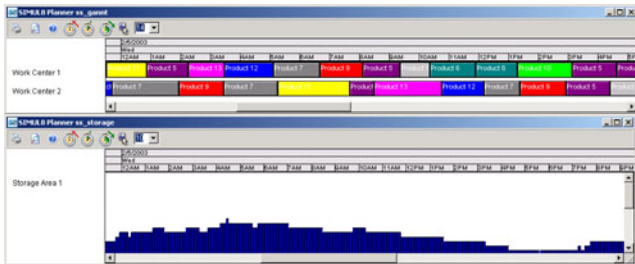 SIMUL8 Planner ss_gannt
2/5/2003
Wed
12AM 1AM 2AM 3AM 4AM 5AM 6AM 7AM 8AM 9AM 10AM 11AM 12PM 1PM 2PM 3PM 4PM
Work Center 1 Product 5 Product 13 Product 12 Product 7 Product 9 Product 5 Product 6 Product 6 Product 10 Product 5
Work Center 2 Product 7 Product 9 Product 7 Product Product 13 Product 12 Product 7 Product 9 Product 5
SIMUL8 Planner ss_storage
2/5/2003
Wed
12AM 1AM 2AM 3AM 4AM 5AM 6AM 7AM 8AM 9AM 10AM 11AM 12PM 1PM 2PM 3PM 4PM 5PM 6PM 7PM 8PM 9PM
Storage Area 1